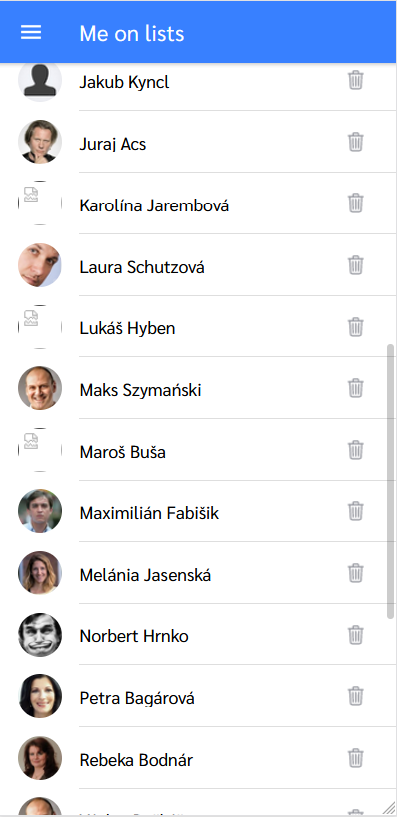 Me on lists
Jakub Kyncl
Juraj Acs
Karolína Jarembová
Laura Schutzová
Lukáš Hyben
Maks Szymański
Maroš Buša
Maximilián Fabišik
Melánia Jasenská
Norbert Hrnko
Petra Bagárová
Rebeka Bodnár